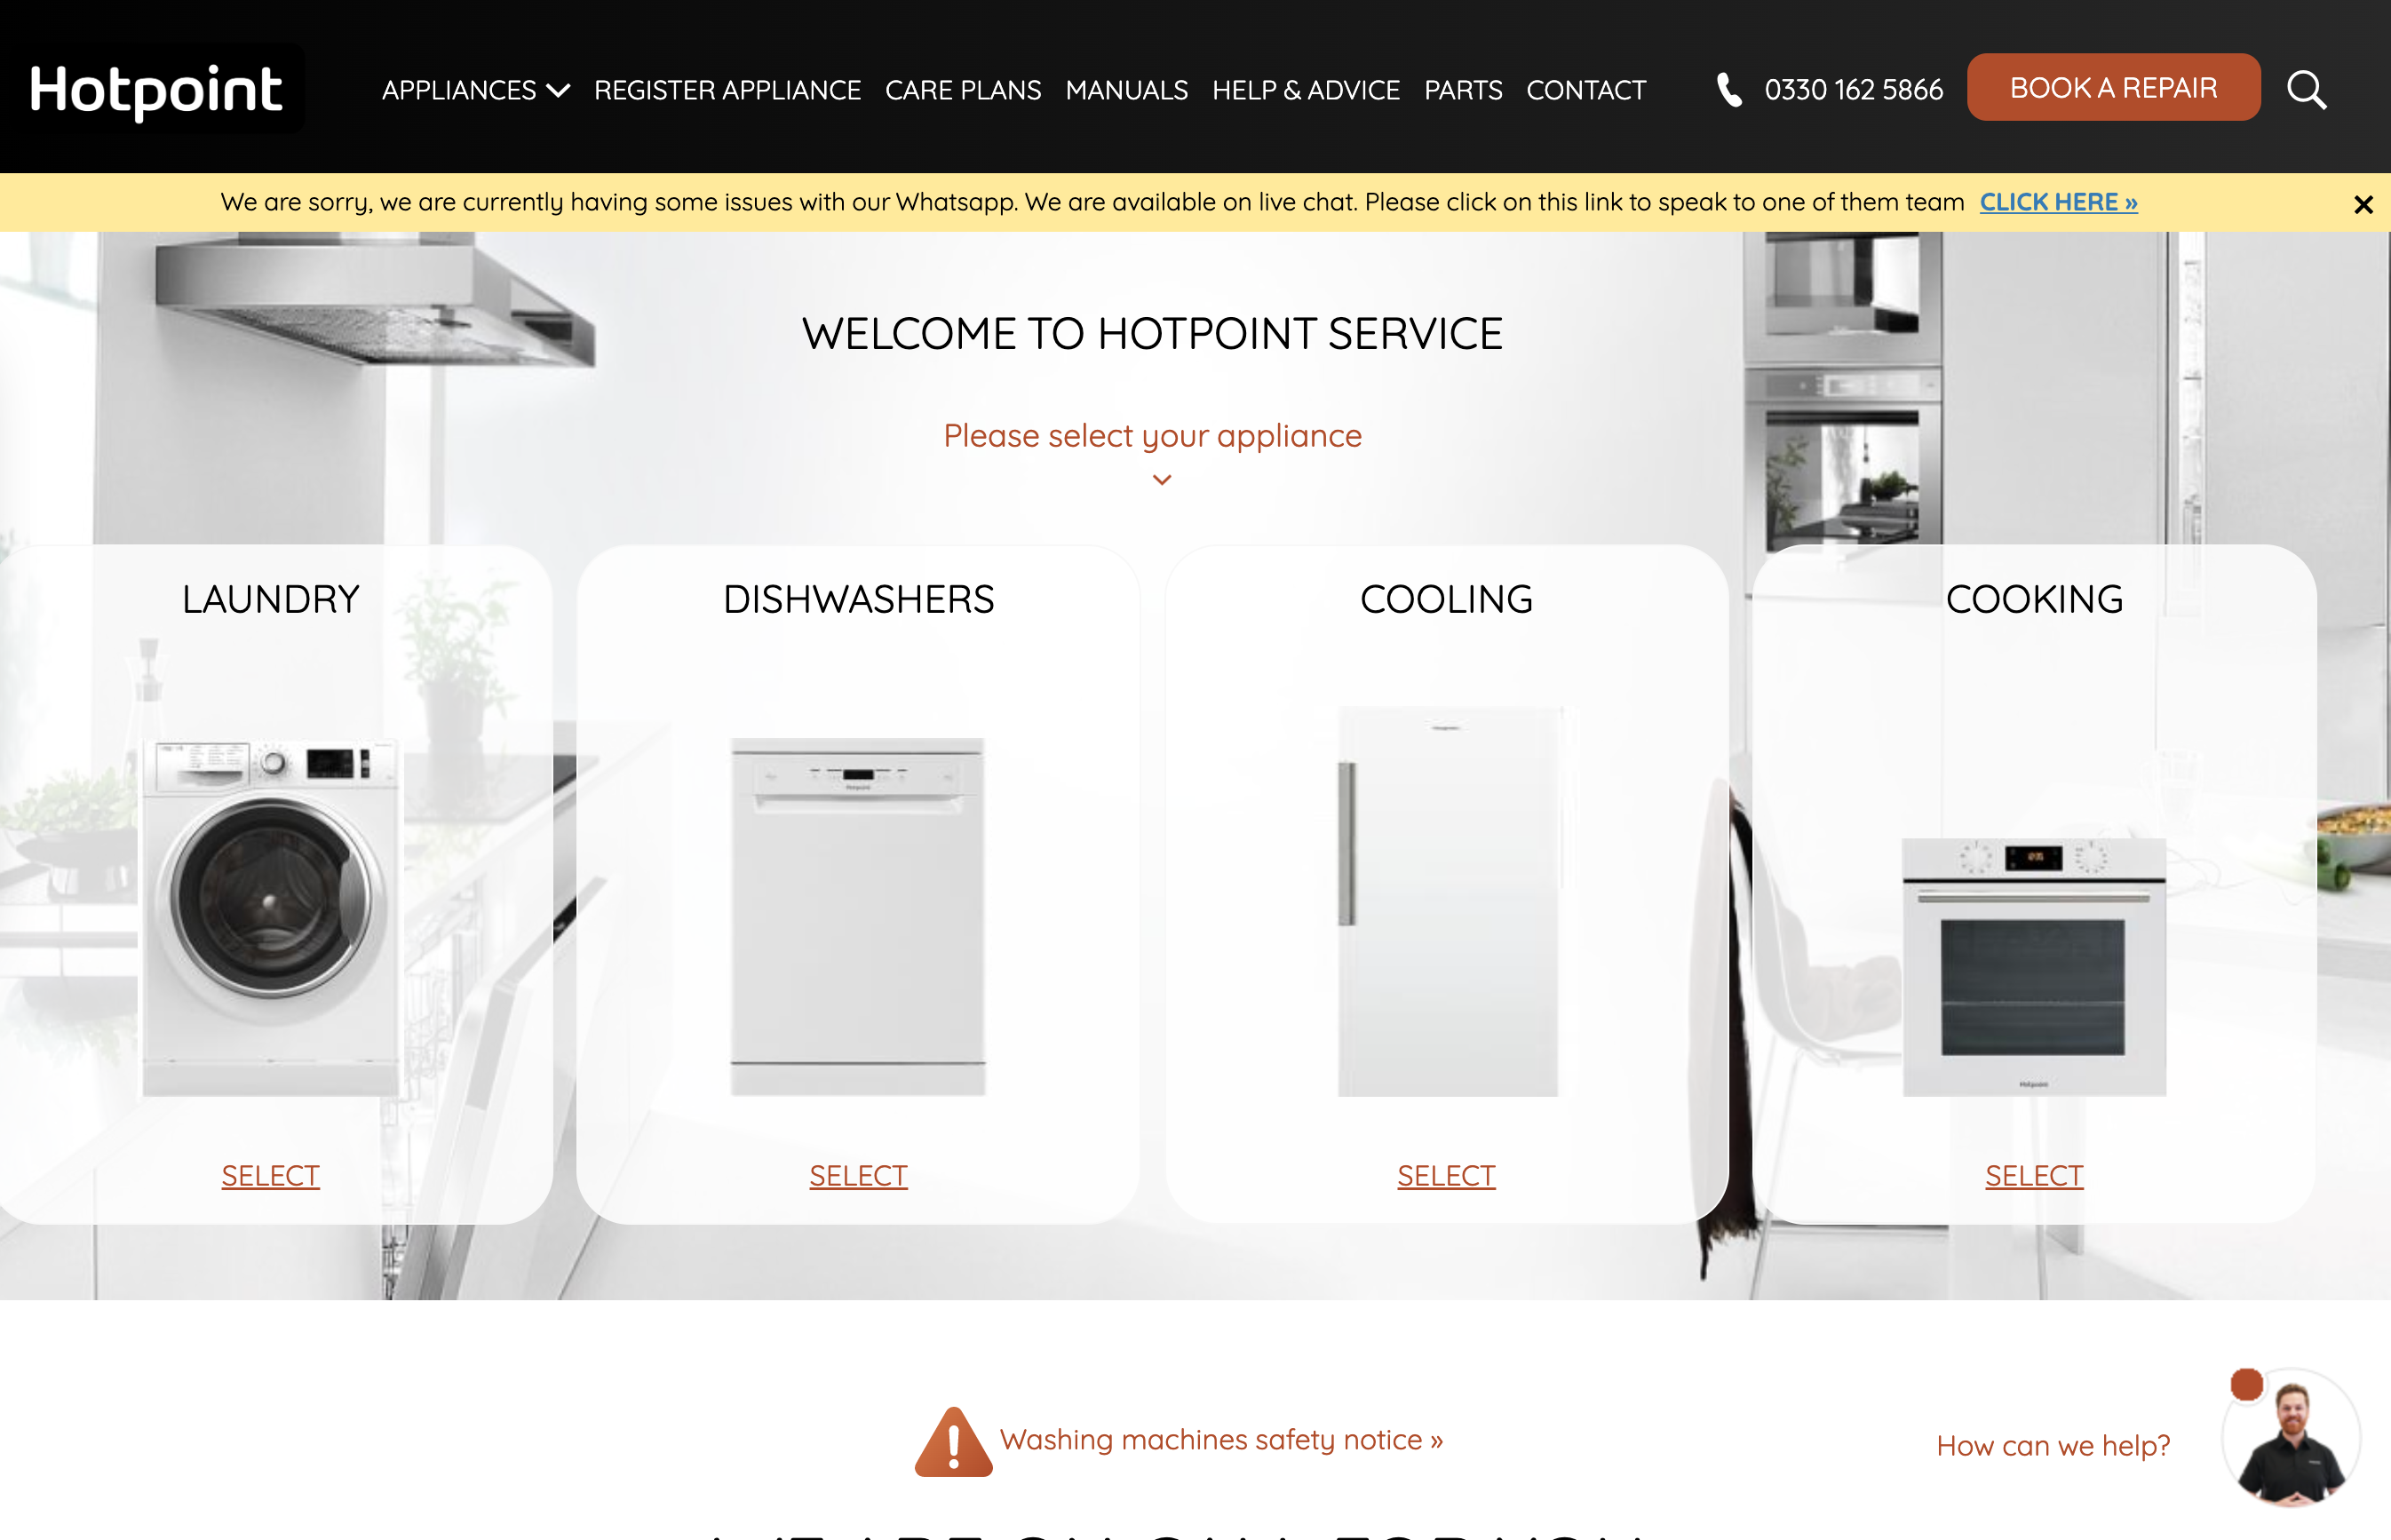 Hotpoint
APPLIANCES REGISTER APPLIANCE CARE PLANS MANUALS HELP & ADVICE PARTS CONTACT 0330 162 5866 BOOK A REPAIR
We are sorry, we are currently having some issues with our Whatsapp. We are available on live chat. Please click on this link to speak to one of them team CLICK HERE »
WELCOME TO HOTPOINT SERVICE
Please select your appliance
LAUNDRY
DISHWASHERS
COOLING
COOKING
Hotpoint
Hotpoint
SELECT
SELECT
SELECT
SELECT
Washing machines safety notice »
How can we help?